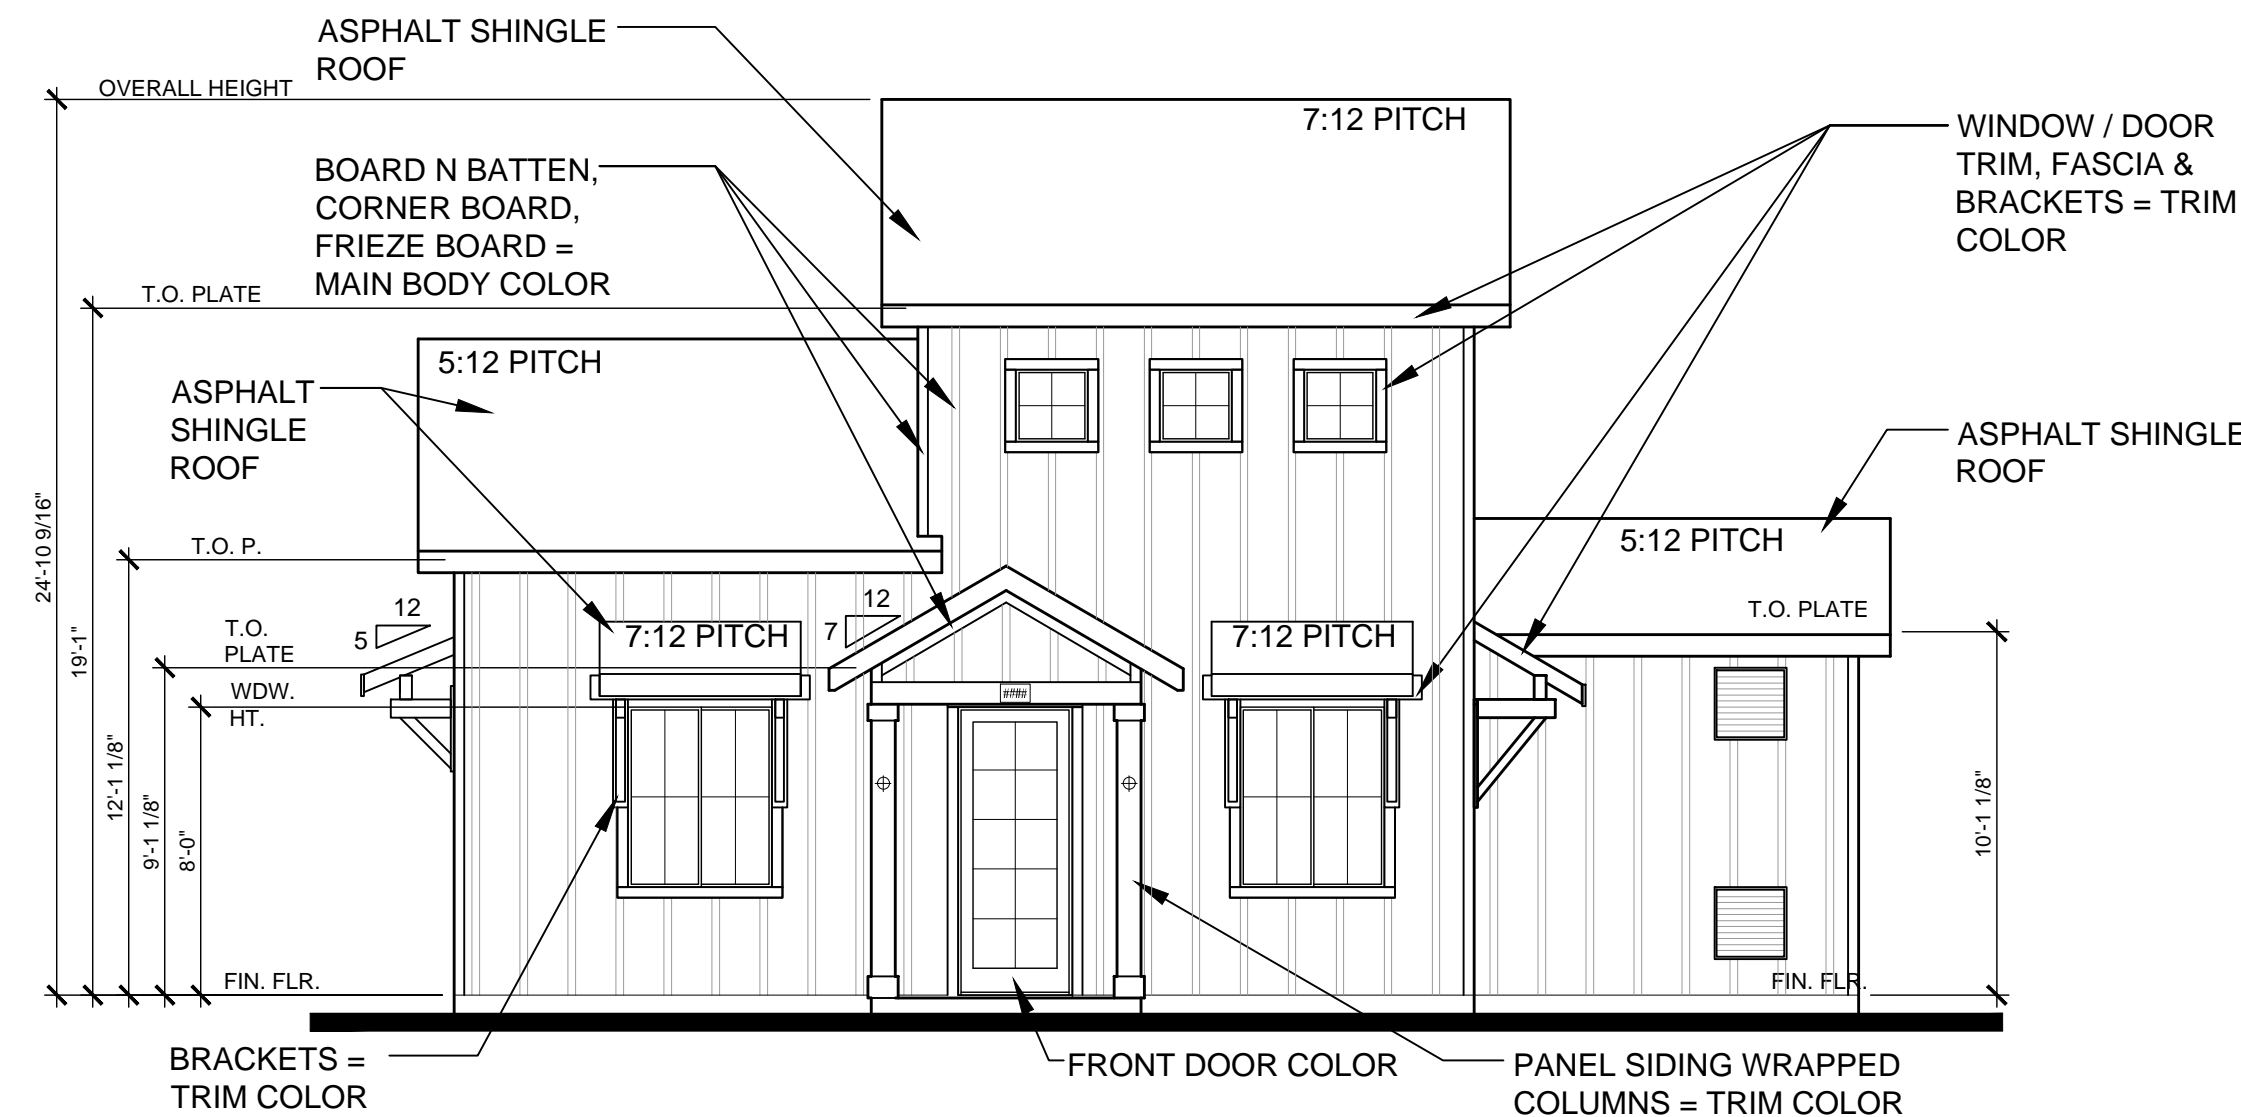 ASPHALT SHINGLE
ROOF
OVERALL HEIGHT
7:12 PITCH
WINDOW / DOOR
TRIM, FASCIA &
BRACKETS = TRIM
COLOR
BOARD N BATTEN,
CORNER BOARD,
FRIEZE BOARD =
MAIN BODY COLOR
T.O. PLATE
5:12 PITCH
ASPHALT
SHINGLE
ROOF
ASPHALT SHINGLE
ROOF
24'-10 9/16"
T.O. P.
5:12 PITCH
12
5
12
7
T.O.
PLATE
7:12 PITCH
7:12 PITCH
T.O. PLATE
19'-1"
WDW.
HT.
####
12'-1 1/8"
9'-1 1/8"
8'-0"
10'-1 1/8"
FIN. FLR.
FIN. FLR.
BRACKETS =
TRIM COLOR
FRONT DOOR COLOR
PANEL SIDING WRAPPED
COLUMNS = TRIM COLOR